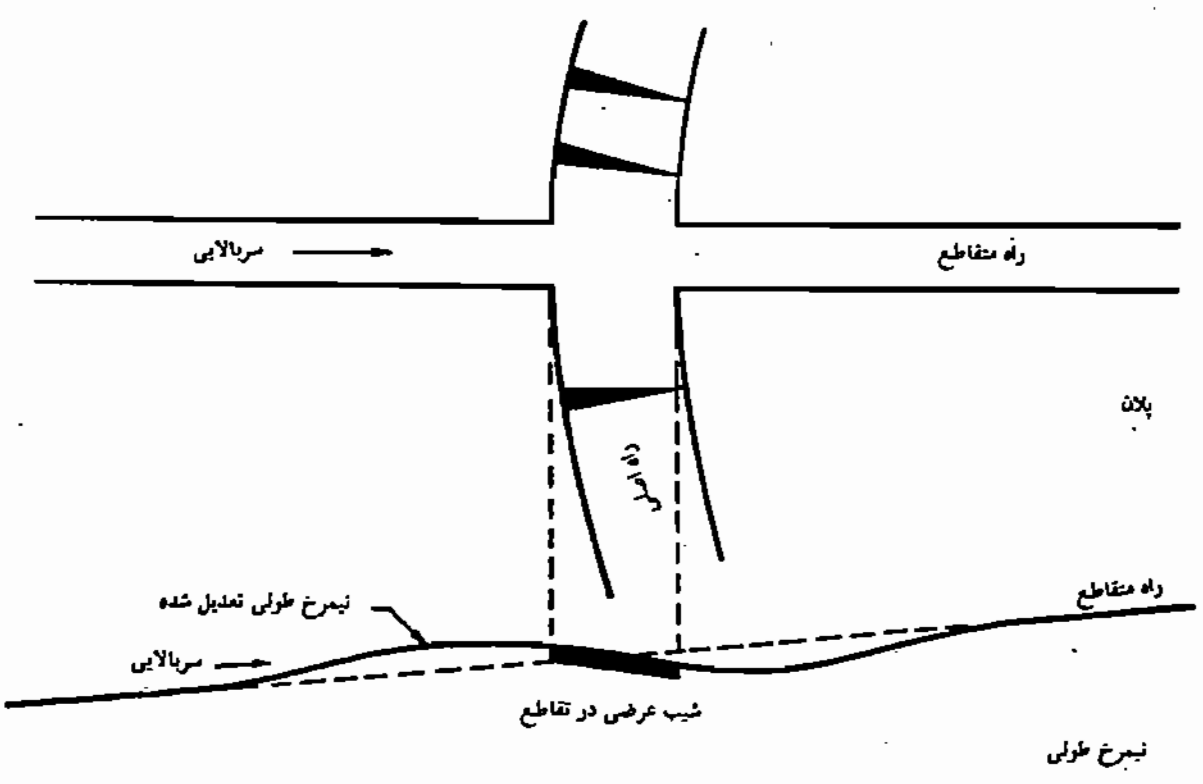 سربالایی
راه متقاطع
پلان
راه اصلی
راه متقاطع
نیمرخ طولی تعدیل شده
سربالایی
شیب عرضی در تقاطع
نیمرخ طولی